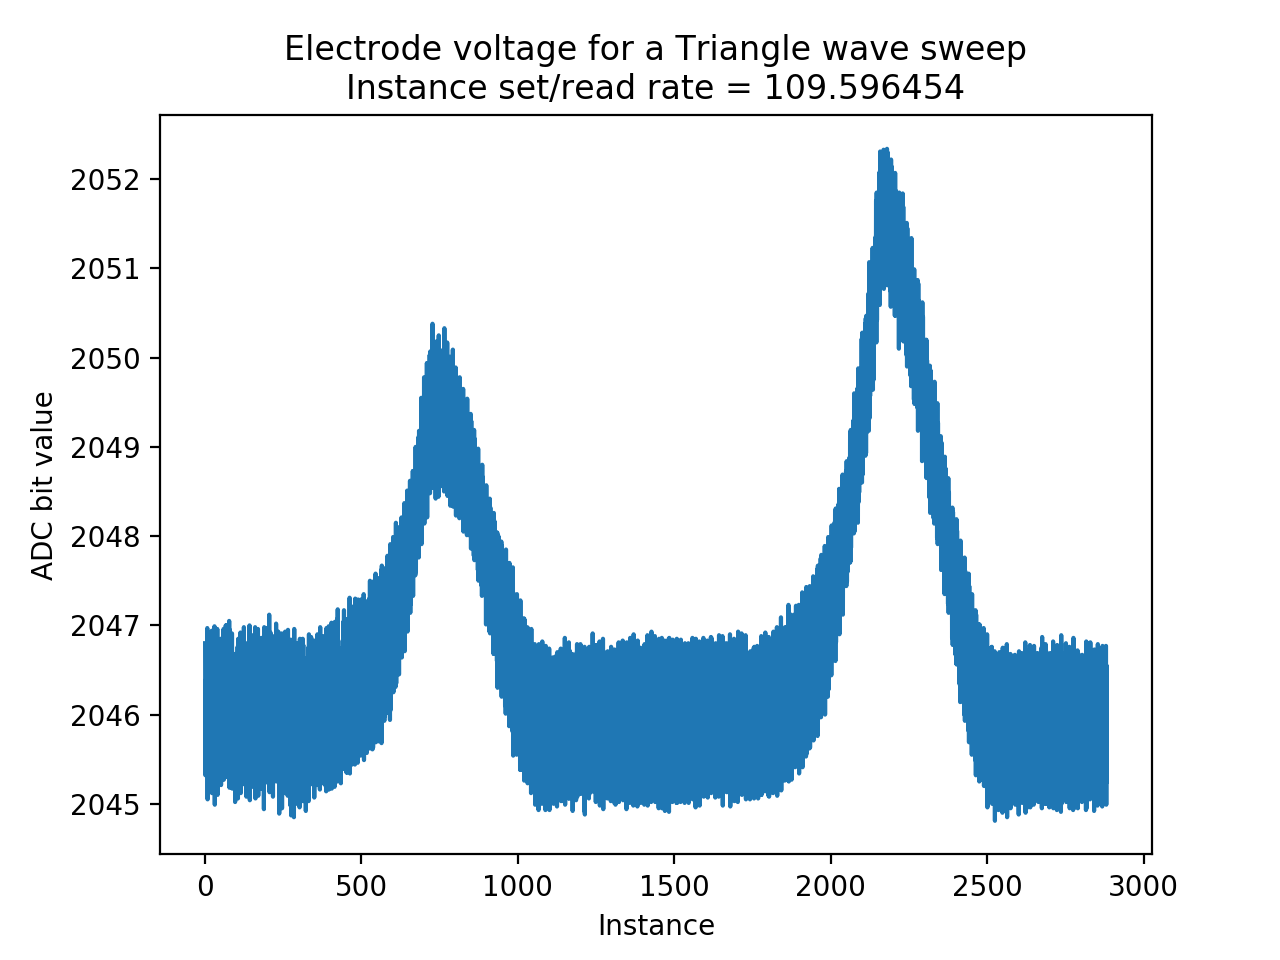 Electrode voltage for a Triangle wave sweep
Instance set/read rate = 109.596454
2052
2051
2050
2049
2048
2047
2046
2045
ADC bit value
0 500 1000 1500 2000 2500 3000
Instance